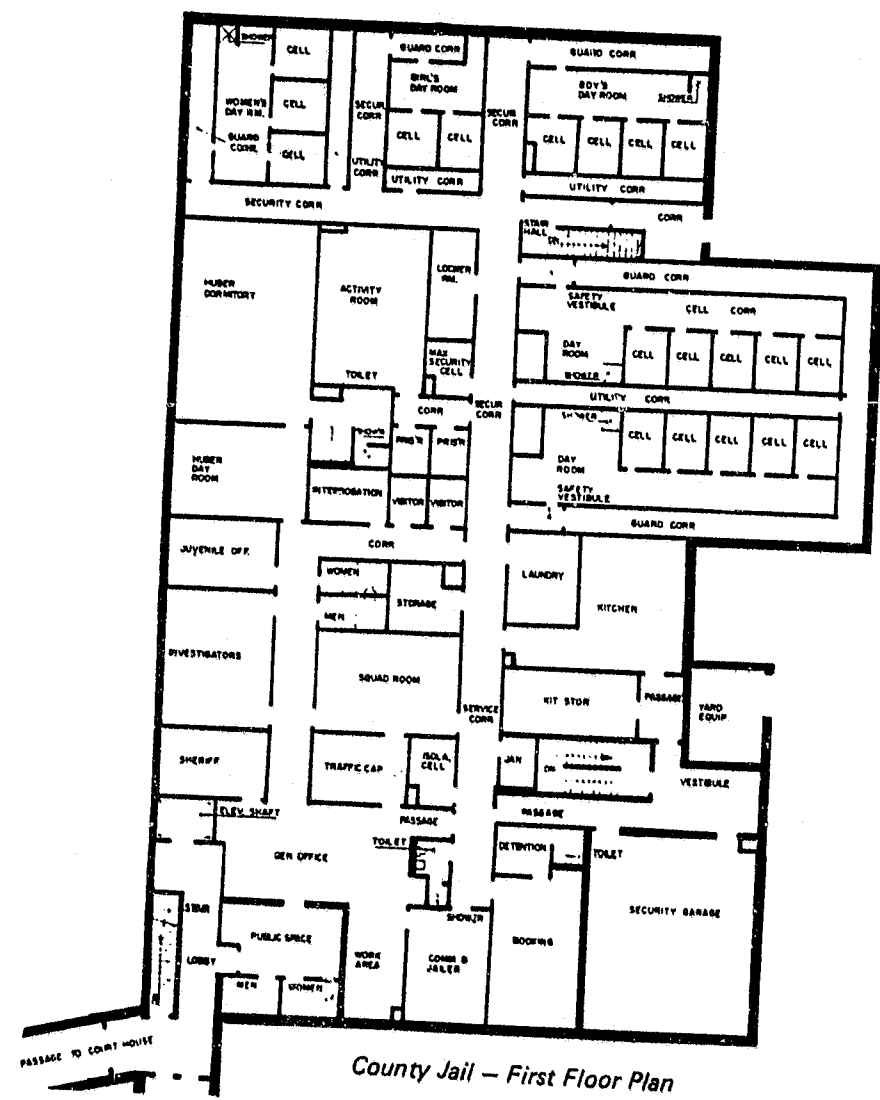 SHOWER
CELL
GUARD CORR
GUARD CORR
GIRL'S
DAY ROOM
BOY'S
DAY ROOM
SHOWER
WOMEN'S
DAY RM.
CELL
SECUR
CORR
SECUR
CORR
GUARD
CORR.
CELL
CELL
CELL
CELL
CELL
CELL
CELL
UTILITY
CORR
UTILITY CORR
UTILITY CORR
SECURITY CORR
CORR
STAIR
HALL
DN
HUBER
DORMITORY
ACTIVITY
ROOM
LOCKER
RM.
GUARD CORR
SAFETY
VESTIBULE
CELL CORR
MAX
SECURITY
CELL
DAY
ROOM
CELL
CELL
CELL
CELL
CELL
TOILET
SHOWER
CORR
SECUR
CORR
UTILITY CORR
SHOWER
SHOWR
PRIS'R
PRIS'R
CELL
CELL
CELL
CELL
CELL
HUBER
DAY
ROOM
DAY
ROOM
INTERROGATION
VISITOR
VISITOR
SAFETY
VESTIBULE
GUARD CORR
JUVENILE OFF.
CORR
WOMEN
STORAGE
MEN
LAUNDRY
KITCHEN
INVESTIGATORS
SQUAD ROOM
SERVICE
CORR
KIT STOR
PASSAGE
YARD
EQUIP.
SHERIFF
TRAFFIC CAP
ISOLA.
CELL
JAN
DN
VESTIBULE
ELEV. SHAFT
PASSAGE
PASSAGE
GEN OFFICE
TOILET
DETENTION
TOILET
STAIR
PUBLIC SPACE
SHOWER
LOBBY
WORK
AREA
COMM. &
JAILER
BOOKING
SECURITY GARAGE
MEN
WOMEN
PASSAGE TO COURT HOUSE
County Jail – First Floor Plan